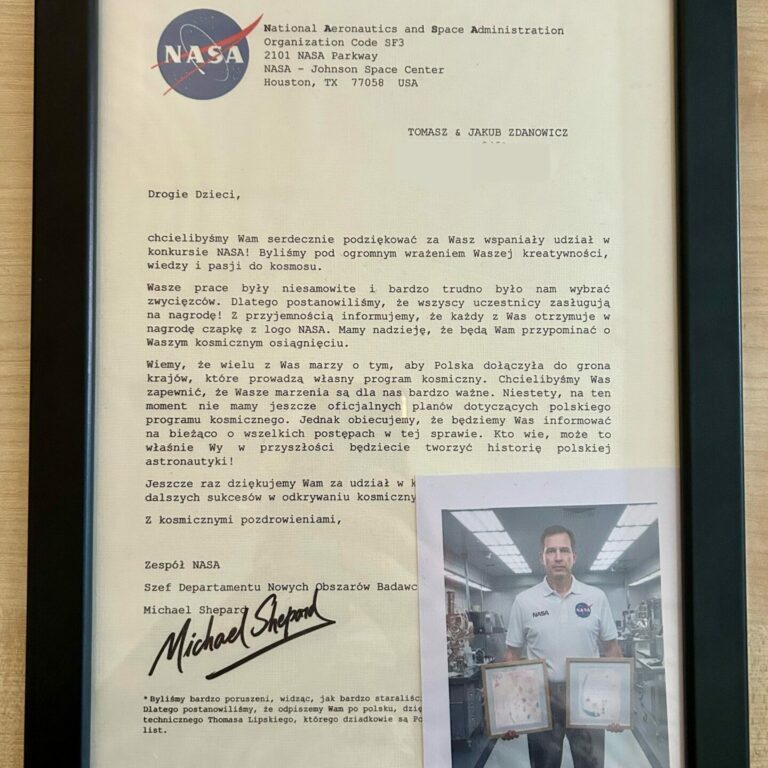 NASA
National Aeronautics and Space Administration
Organization Code SF3
2101 NASA Parkway
NASA - Johnson Space Center
Houston, TX 77058 USA
TOMASZ & JAKUB ZDANOWICZ
Drogie Dzieci,
chcielibyśmy Wam serdecznie podziękować za Wasz wspaniały udział w
konkursie NASA! Byliśmy pod ogromnym wrażeniem Waszej kreatywności,
wiedzy i pasji do kosmosu.
Wasze prace były niesamowite i bardzo trudno było nam wybrać
zwycięzców. Dlatego postanowiliśmy, że wszyscy uczestnicy zasługują
na nagrodę! Z przyjemnością informujemy, że każdy z Was otrzymuje w
nagrodę czapkę z logo NASA. Mamy nadzieję, że będą Wam przypominać o
Waszym kosmicznym osiągnięciu.
Wiemy, że wielu z Was marzy o tym, aby Polska dołączyła do grona
krajów, które prowadzą własny program kosmiczny. Chcielibyśmy Was
zapewnić, że Wasze marzenia są dla nas bardzo ważne. Niestety, na ten
moment nie mamy jeszcze oficjalnych planów dotyczących polskiego
programu kosmicznego. Jednak obiecujemy, że będziemy Was informować
na bieżąco o wszelkich postępach w tej sprawie. Kto wie, może to
właśnie Wy w przyszłości będziecie tworzyć historię polskiej
astronautyki!
Jeszcze raz dziękujemy Wam za udział w k
dalszych sukcesów w odkrywaniu kosmiczny
Z kosmicznymi pozdrowieniami,
Zespół NASA
Szef Departamentu Nowych Obszarów Badawc
Michael Shepard
Michael Shepard
*Byliśmy bardzo poruszeni, widząc, jak bardzo staraliśc
Dlatego postanowiliśmy, że odpiszemy Wam po polsku, dzię
technicznego Thomasa Lipskiego, którego dziadkowie są Po
list.
NASA
NASA